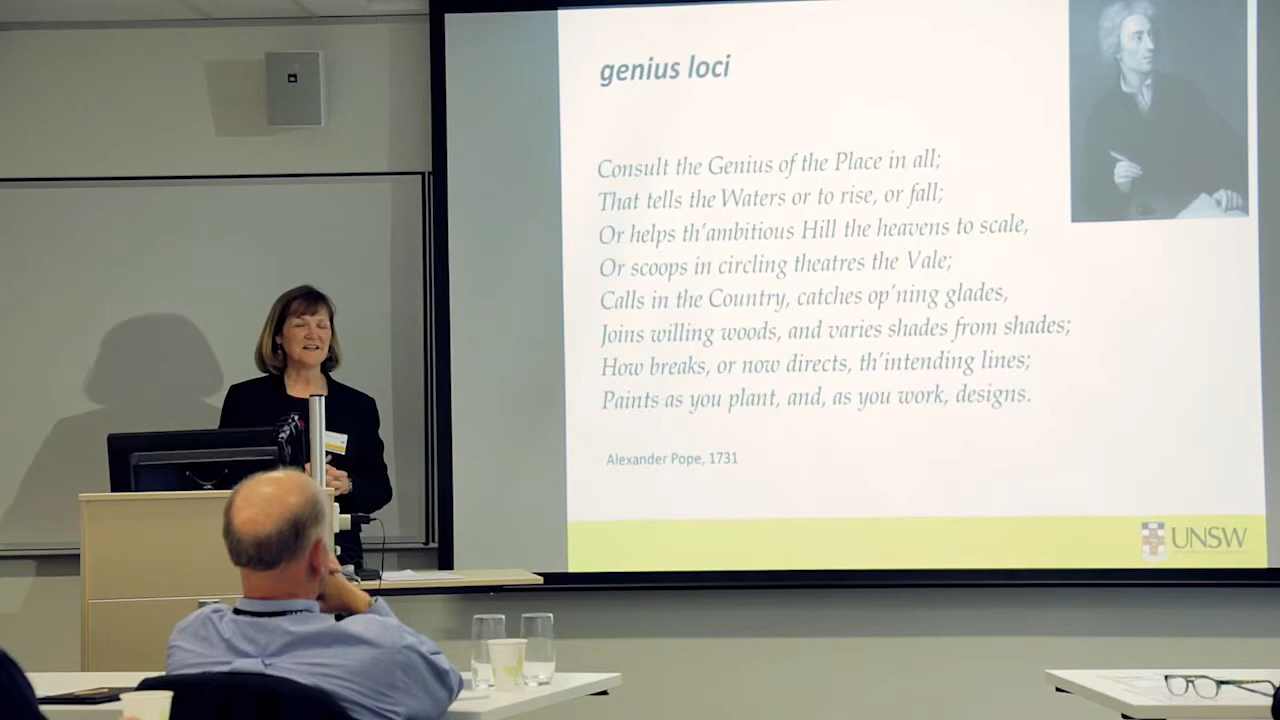 genius loci
Consult the Genius of the Place in all;
That tells the Waters or to rise, or fall;
Or helps th'ambitious Hill the heavens to scale,
Or scoops in circling theatres the Vale;
Calls in the Country, catches op'ning glades,
Joins willing woods, and varies shades from shades;
How breaks, or now directs, th'intending lines;
Paints as you plant, and, as you work, designs.
Alexander Pope, 1731
UNSW